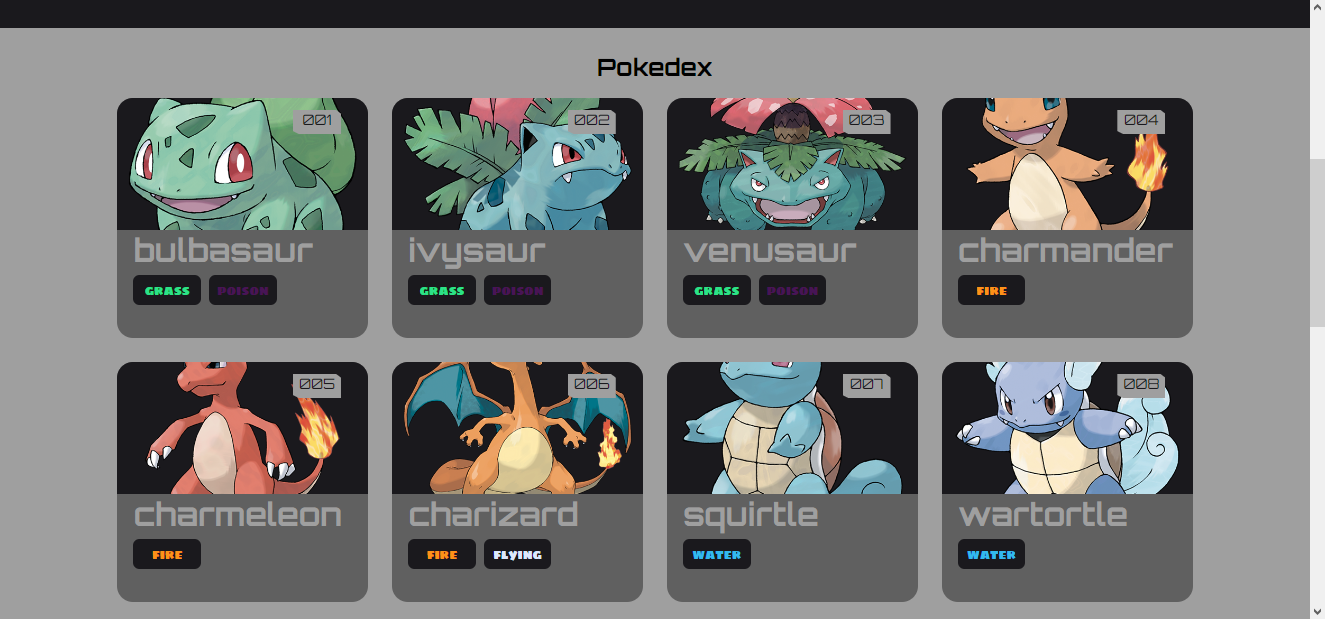 Pokedex
001
002
003
004
bulbasaur
ivysaur
venusaur
charmander
GRASS POISON
GRASS POISON
GRASS POISON
FIRE
005
006
007
008
charmeleon
charizard
squirtle
wartortle
FIRE
FIRE FLYING
WATER
WATER